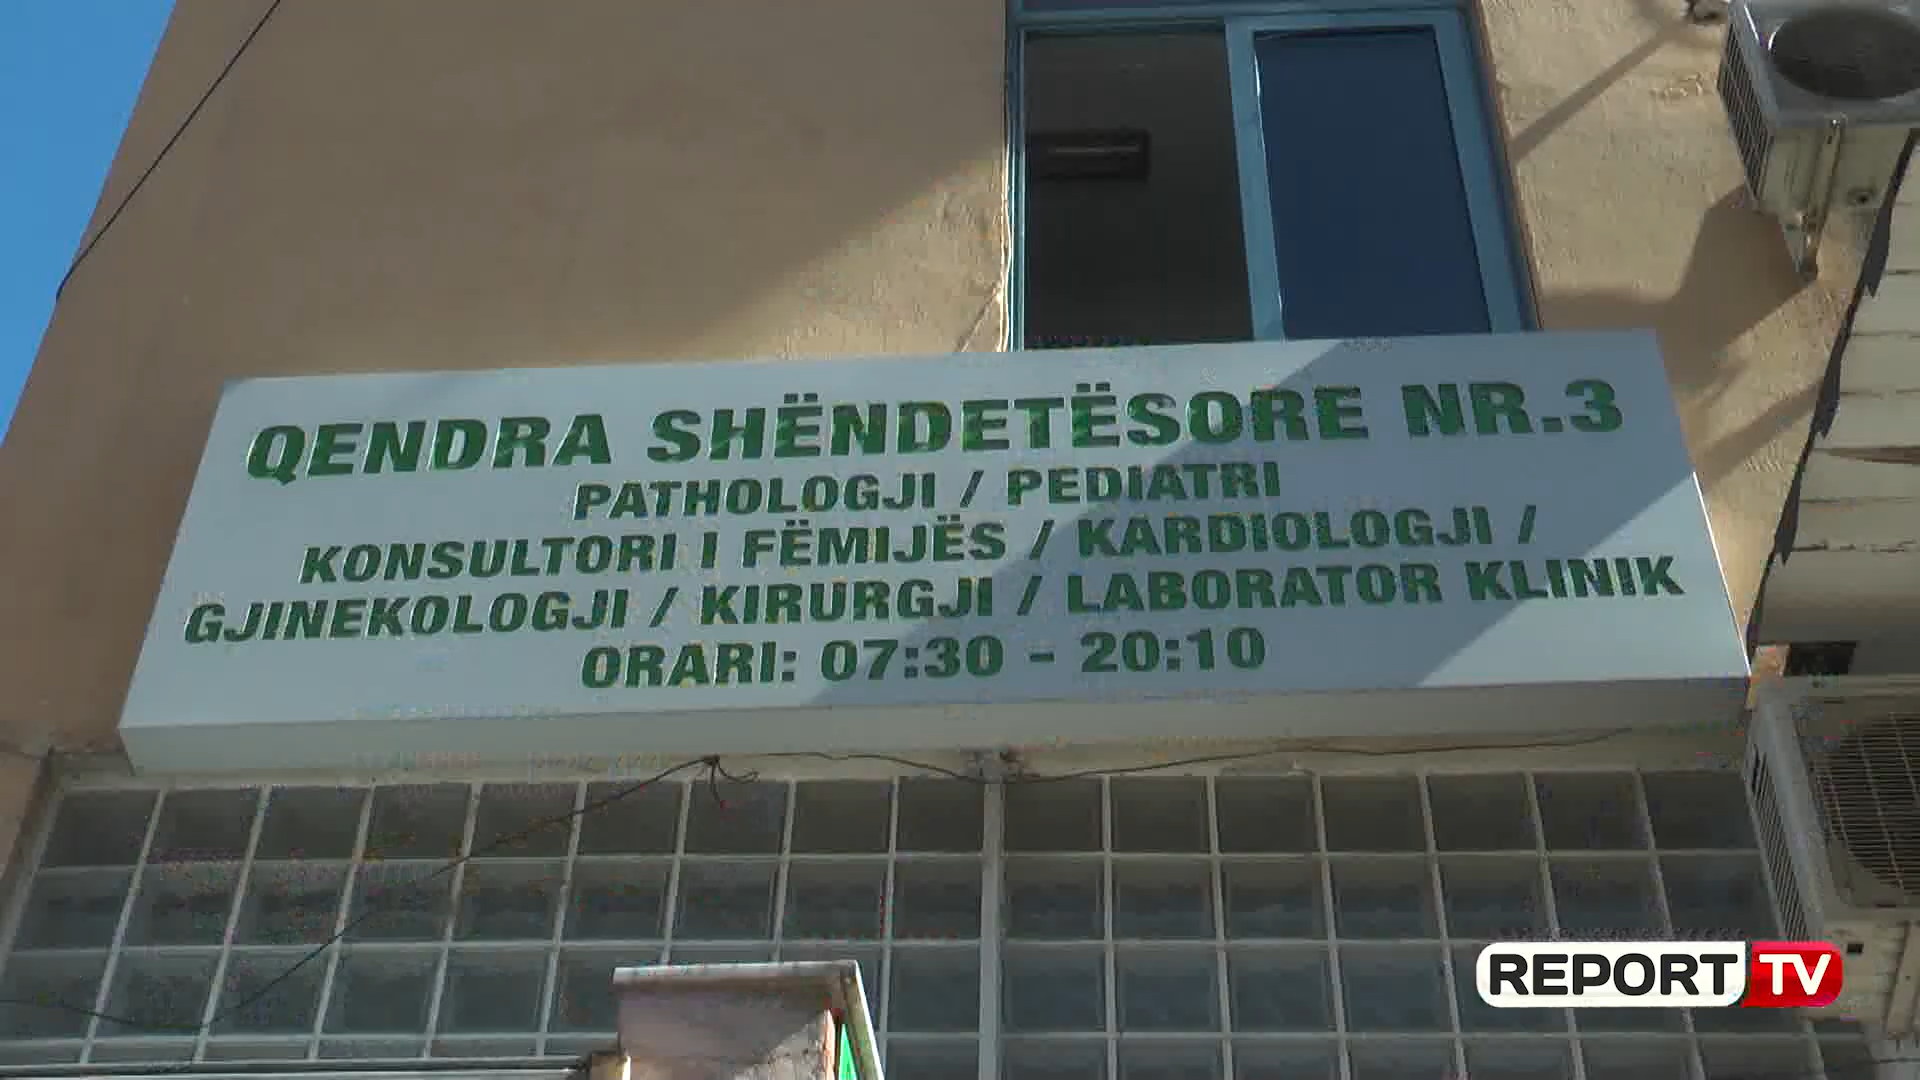 QENDRA SHËNDETËSORE NR.3
PATHOLOGJI / PEDIATRI
KONSULTORI I FËMIJËS / KARDIOLOGJI /
GJINEKOLOGJI / KIRURGJI / LABORATOR KLINIK
ORARI: 07:30 - 20:10
REPORT TV